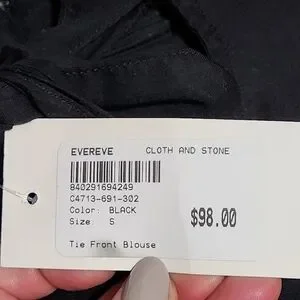 EVEREVE CLOTH AND STONE
840291694249
C4713-691-302
Color: BLACK
Size: S
$98.00
Tie Front Blouse